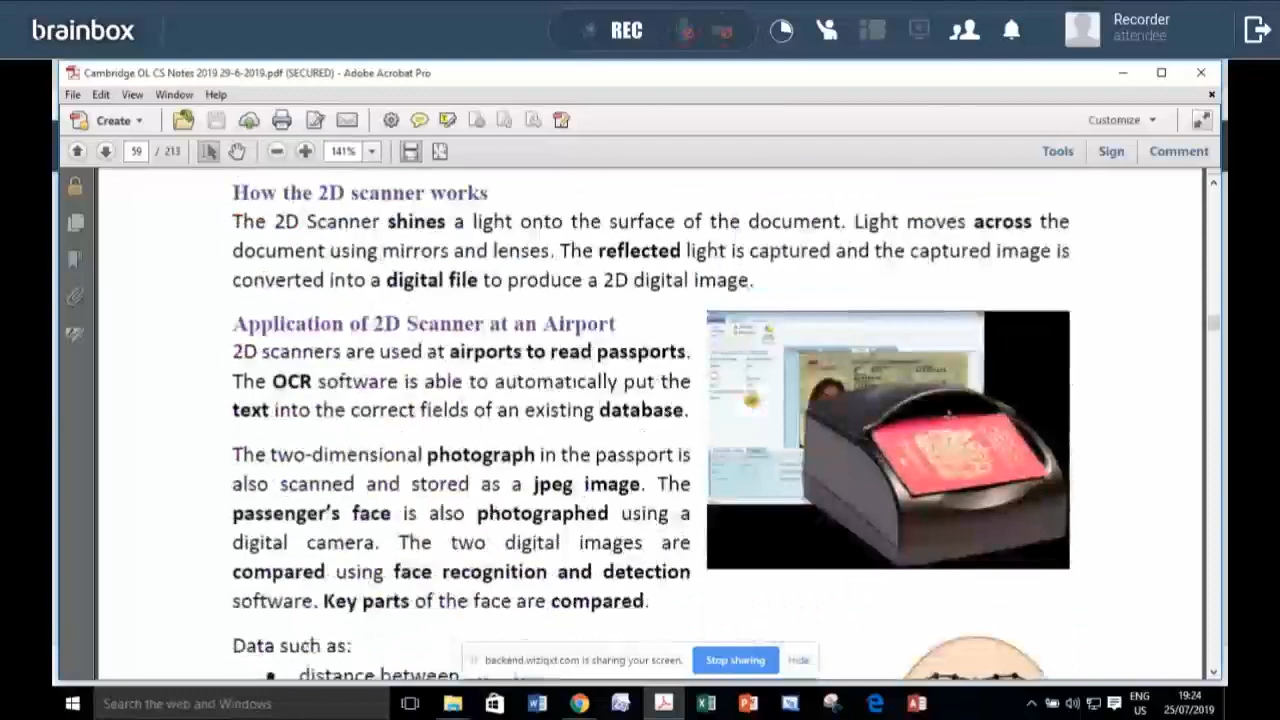 brainbox
REC
Recorder
attendee
Cambridge OL CS Notes 2019 29-6-2019.pdf (SECURED) - Adobe Acrobat Pro
File Edit View Window Help
Create
Customize
59 / 213
141%
Tools Sign Comment
How the 2D scanner works
The 2D Scanner shines a light onto the surface of the document. Light moves across the
document using mirrors and lenses. The reflected light is captured and the captured image is
converted into a digital file to produce a 2D digital image.
Application of 2D Scanner at an Airport
2D scanners are used at airports to read passports.
The OCR software is able to automatically put the
text into the correct fields of an existing database.
The two-dimensional photograph in the passport is
also scanned and stored as a jpeg image. The
passenger's face is also photographed using a
digital camera. The two digital images are
compared using face recognition and detection
software. Key parts of the face are compared.
Data such as:
distance between
backend.wiziqxt.com is sharing your screen.
Stop sharing
Hide
Search the web and Windows
ENG
US
19:24
25/07/2019